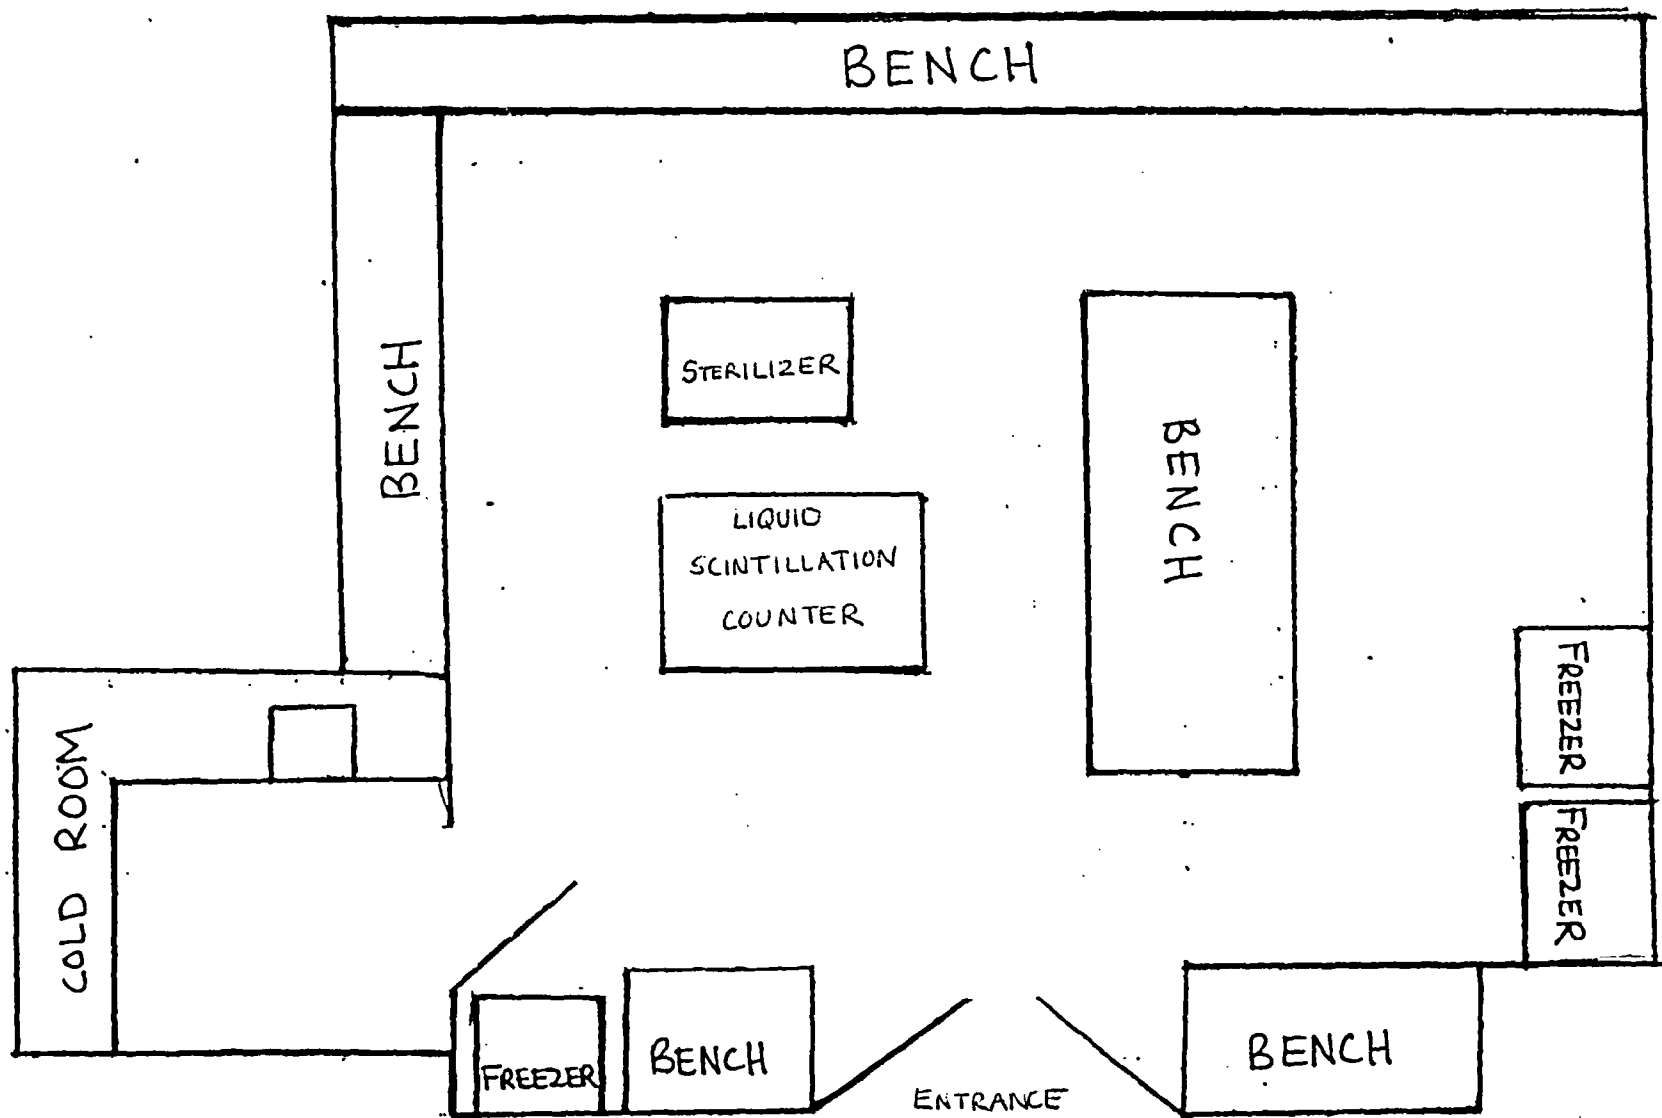 BENCH
BENCH
STERILIZER
BENCH
LIQUID
SCINTILLATION
COUNTER
FREEZER
COLD ROOM
FREEZER
FREEZER
BENCH
BENCH
ENTRANCE